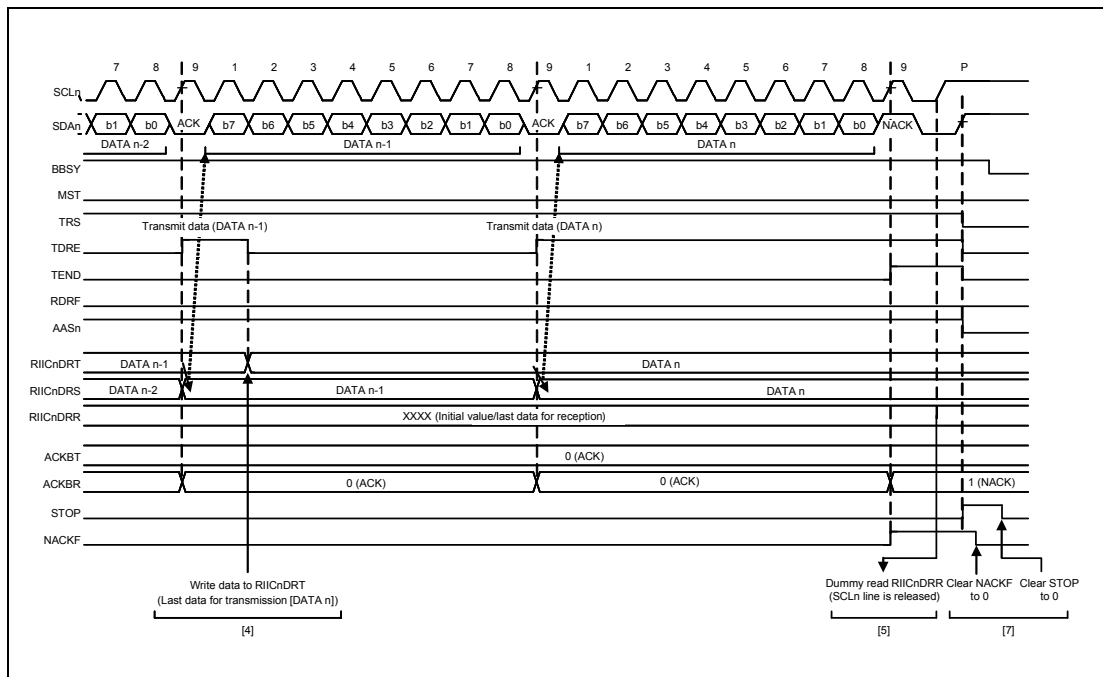 7 8 9 1 2 3 4 5 6 7 8 9 1 2 3 4 5 6 7 8 9 P
SCLn
SDAn b1 b0 ACK b7 b6 b5 b4 b3 b2 b1 b0 ACK b7 b6 b5 b4 b3 b2 b1 b0 NACK
DATA n-2 DATA n-1 DATA n
BBSY
MST
TRS
Transmit data (DATA n-1) Transmit data (DATA n)
TDRE
TEND
RDRF
AASn
RIICnDRT DATA n-1 DATA n
RIICnDRS DATA n-2 DATA n-1 DATA n
RIICnDRR XXXX (Initial value/last data for reception)
ACKBT 0 (ACK)
ACKBR 0 (ACK) 0 (ACK) 1 (NACK)
STOP
NACKF
Write data to RIICnDRT
(Last data for transmission [DATA n])
[4]
Dummy read RIICnDRR
(SCLn line is released)
[5]
Clear NACKF
to 0
Clear STOP
to 0
[7]